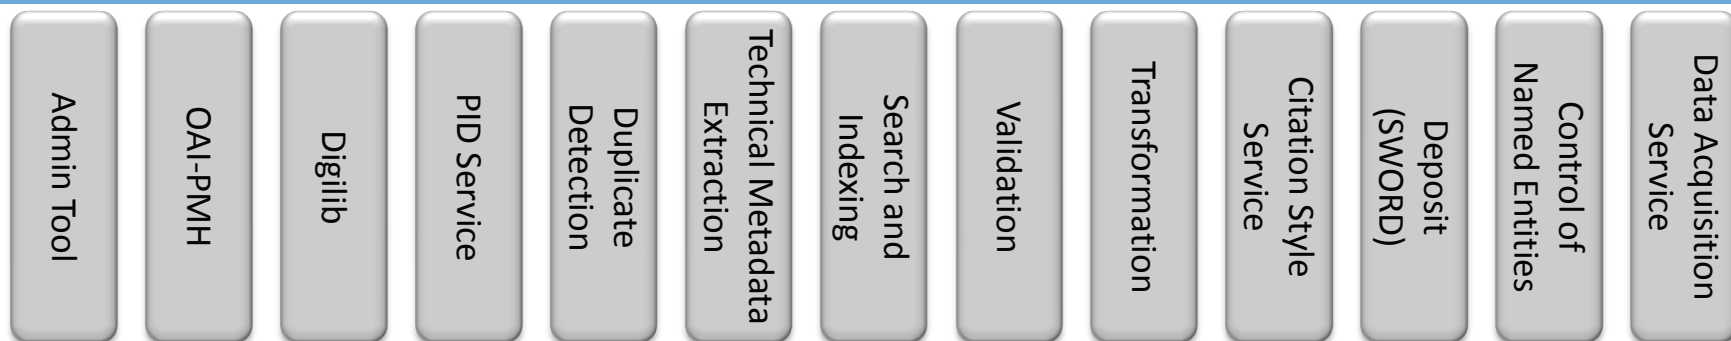 Admin Tool
OAI-PMH
Digilib
PID Service
Duplicate
Detection
Technical Metadata
Extraction
Search and
Indexing
Validation
Transformation
Citation Style
Service
Deposit
(SWORD)
Control of
Named Entities
Data Acquisition
Service